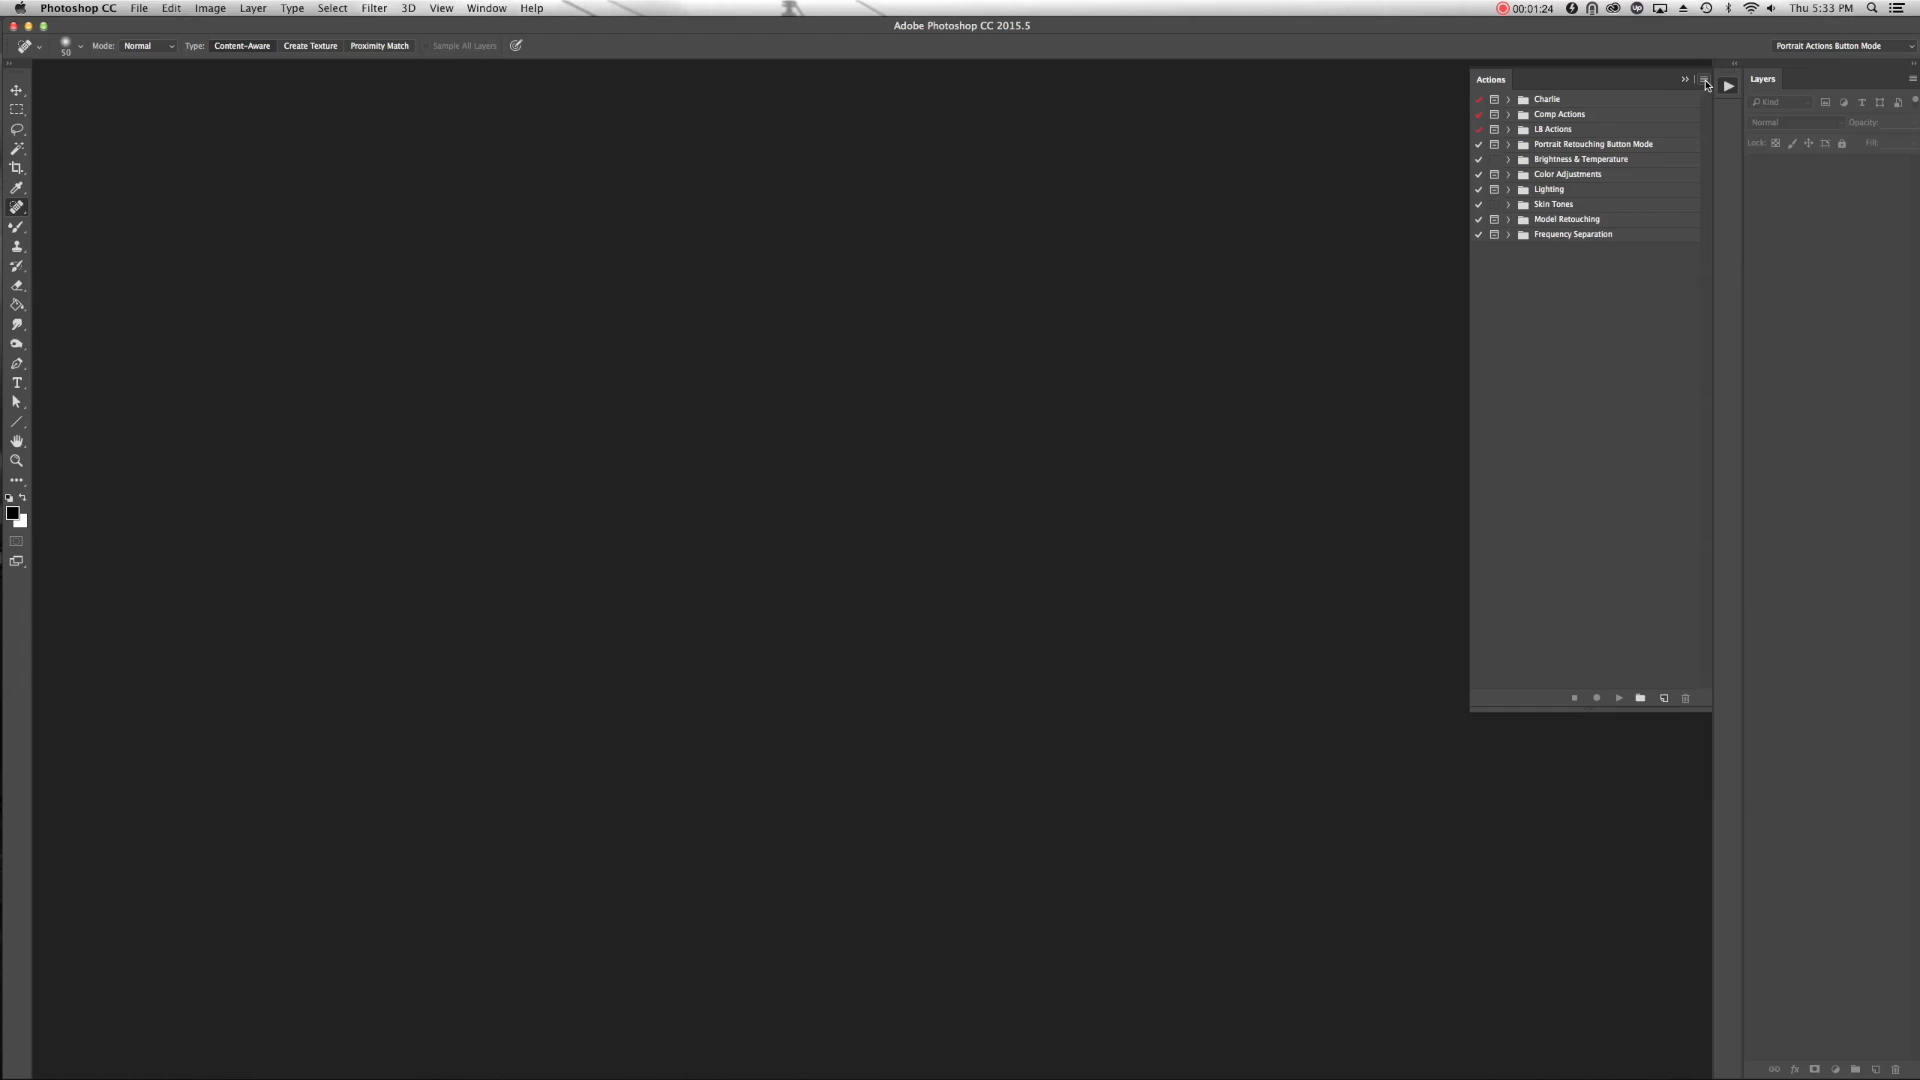 Photoshop CC File Edit Image Layer Type Select Filter 3D View Window Help 00:01:24 Thu 5:33 PM
Adobe Photoshop CC 2015.5
50 Mode: Normal Type: Content-Aware Create Texture Proximity Match Sample All Layers Portrait Actions Button Mode
Actions
Charlie
Comp Actions
LB Actions
Portrait Retouching Button Mode
Brightness & Temperature
Color Adjustments
Lighting
Skin Tones
Model Retouching
Frequency Separation
Layers
Kind
Normal Opacity:
Lock: Fill: